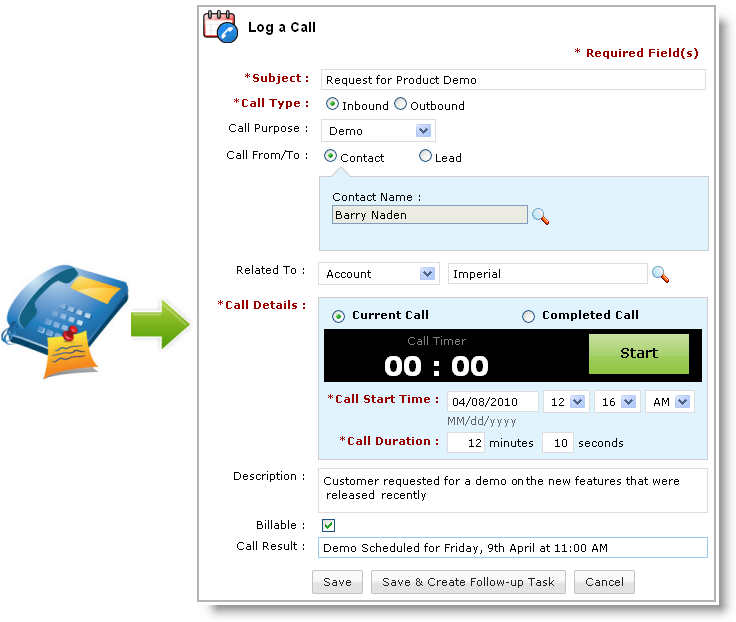 Log a Call
* Required Field(s)
*Subject : Request for Product Demo
*Call Type : Inbound Outbound
Call Purpose : Demo
Call From/To : Contact Lead
Contact Name :
Barry Naden
Related To : Account Imperial
*Call Details : Current Call Completed Call
Call Timer
00 : 00 Start
*Call Start Time : 04/08/2010 12 16 AM
MM/dd/yyyy
*Call Duration : 12 minutes 10 seconds
Description : Customer requested for a demo on the new features that were
released recently
Billable :
Call Result : Demo Scheduled for Friday, 9th April at 11:00 AM
Save Save & Create Follow-up Task Cancel